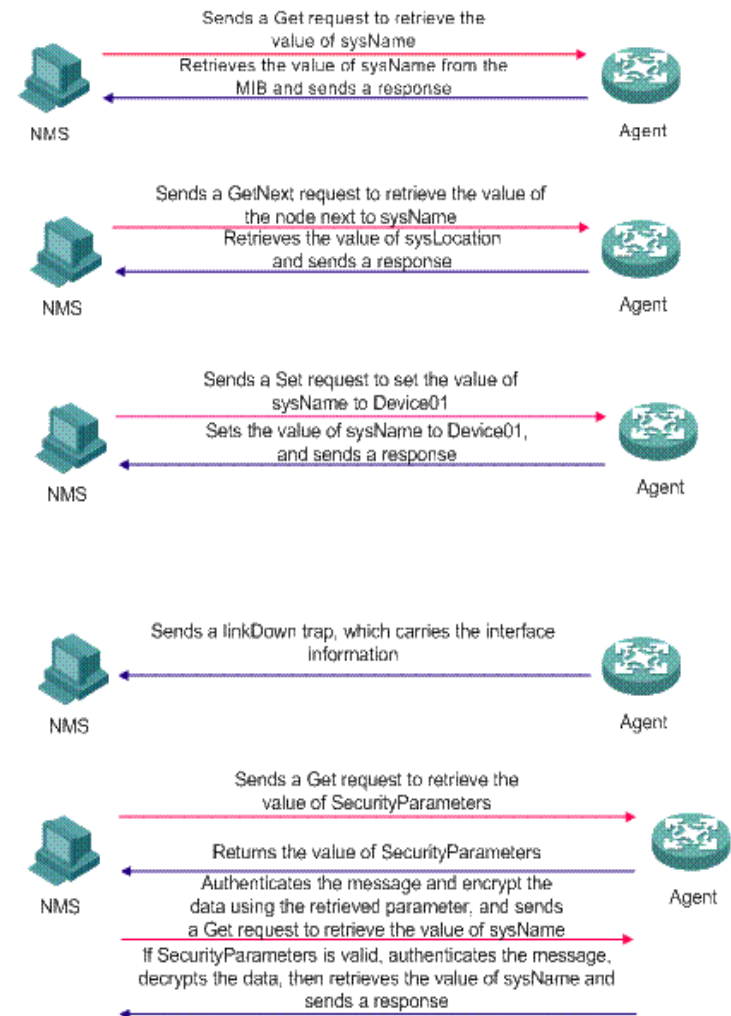 Sends a Get request to retrieve the
value of sysName
Retrieves the value of sysName from the
MIB and sends a response
NMS
Agent
Sends a GetNext request to retrieve the value of
the node next to sysName
Retrieves the value of sysLocation
and sends a response
NMS
Agent
Sends a Set request to set the value of
sysName to Device01
Sets the value of sysName to Device01,
and sends a response
NMS
Agent
Sends a linkDown trap, which carries the interface
information
NMS
Agent
Sends a Get request to retrieve the
value of SecurityParameters
Returns the value of SecurityParameters
Authenticates the message and encrypt the
data using the retrieved parameter, and sends
a Get request to retrieve the value of sysName
NMS
Agent
If SecurityParameters is valid, authenticates the message,
decrypts the data, then retrieves the value of sysName and
sends a response